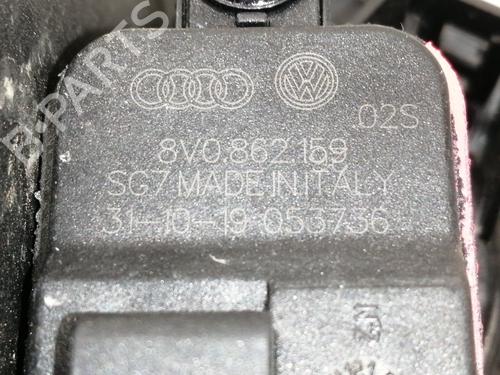 B-PARTS
.02S
8V0.862.159
SG7 MADE IN ITALY
31-10-19 053736